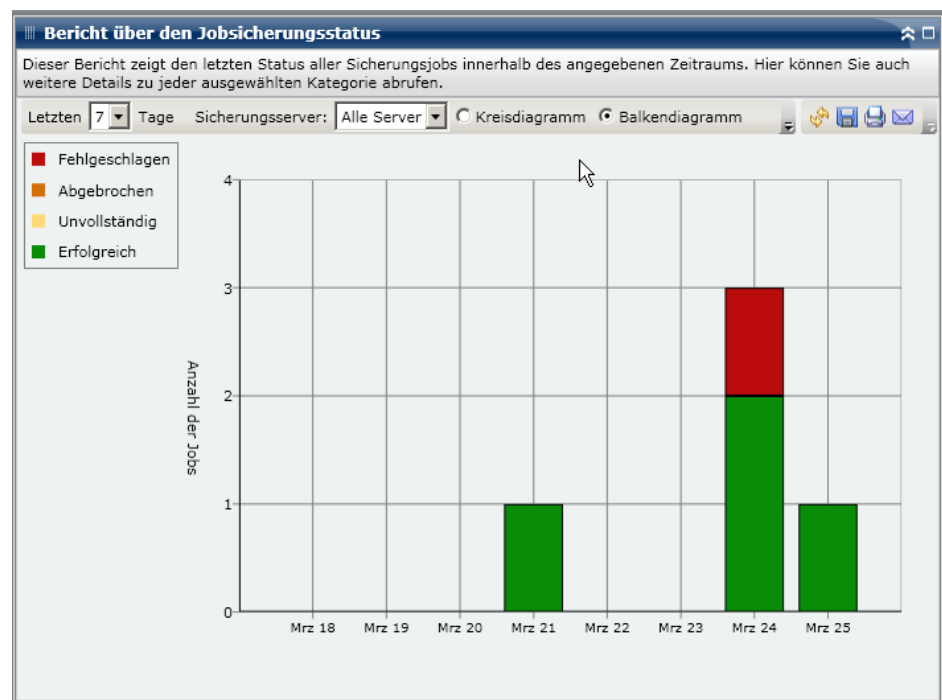 Bericht über den Jobsicherungsstatus
Dieser Bericht zeigt den letzten Status aller Sicherungsjobs innerhalb des angegebenen Zeitraums. Hier können Sie auch
weitere Details zu jeder ausgewählten Kategorie abrufen.
Letzten 7 Tage Sicherungsserver: Alle Server Kreisdiagramm Balkendiagramm
Fehlgeschlagen
Abgebrochen
Unvollständig
Erfolgreich
Anzahl der Jobs
4
3
2
1
0
Mrz 18 Mrz 19 Mrz 20 Mrz 21 Mrz 22 Mrz 23 Mrz 24 Mrz 25